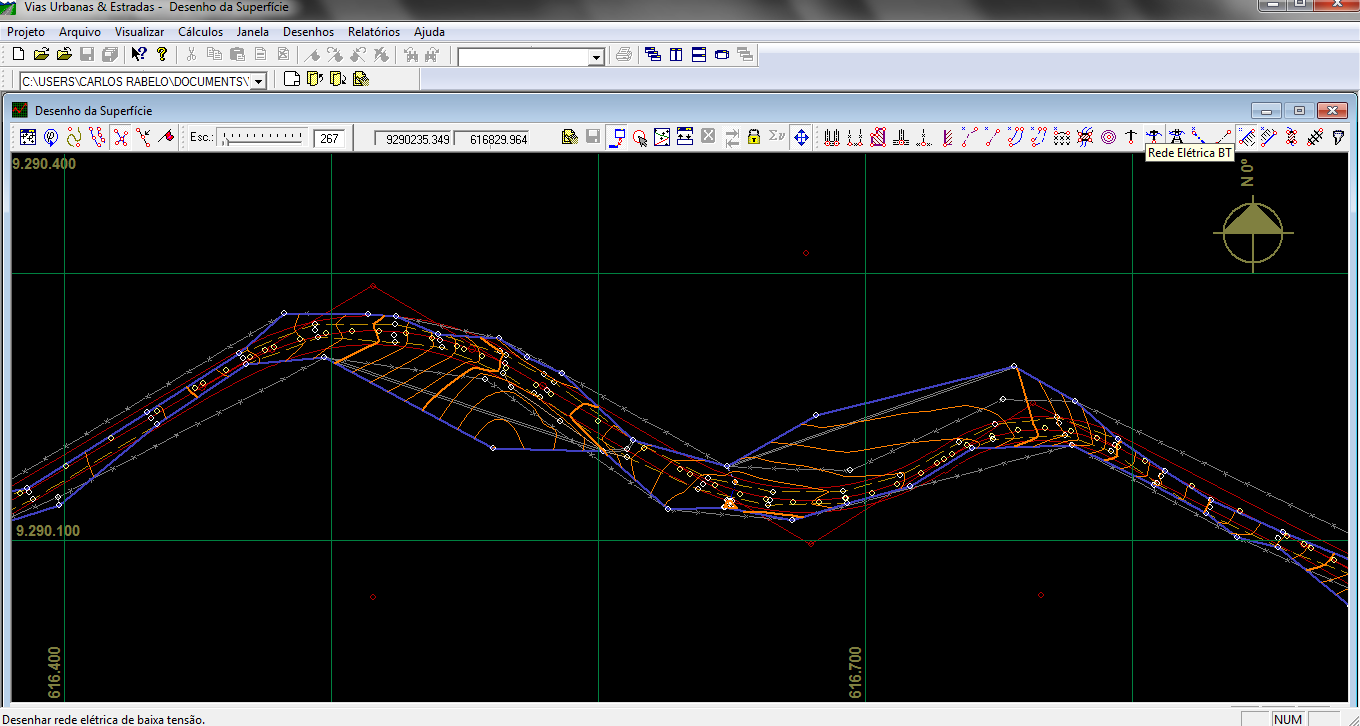 Vias Urbanas & Estradas - Desenho da Superfície
Projeto Arquivo Visualizar Cálculos Janela Desenhos Relatórios Ajuda
C:\USERS\CARLOS RABELO\DOCUMENTS\
Desenho da Superfície
Esc.: 267 9290235.349 616829.964 Σv
Rede Elétrica BT
9.290.400
N 0º
9.290.100
616.400
616.700
Desenhar rede elétrica de baixa tensão.
NUM